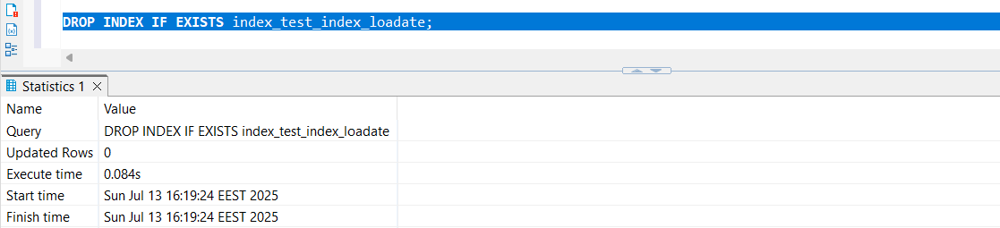 DROP INDEX IF EXISTS index_test_index_loadate;
Statistics 1
Name Value
Query DROP INDEX IF EXISTS index_test_index_loadate
Updated Rows 0
Execute time 0.084s
Start time Sun Jul 13 16:19:24 EEST 2025
Finish time Sun Jul 13 16:19:24 EEST 2025